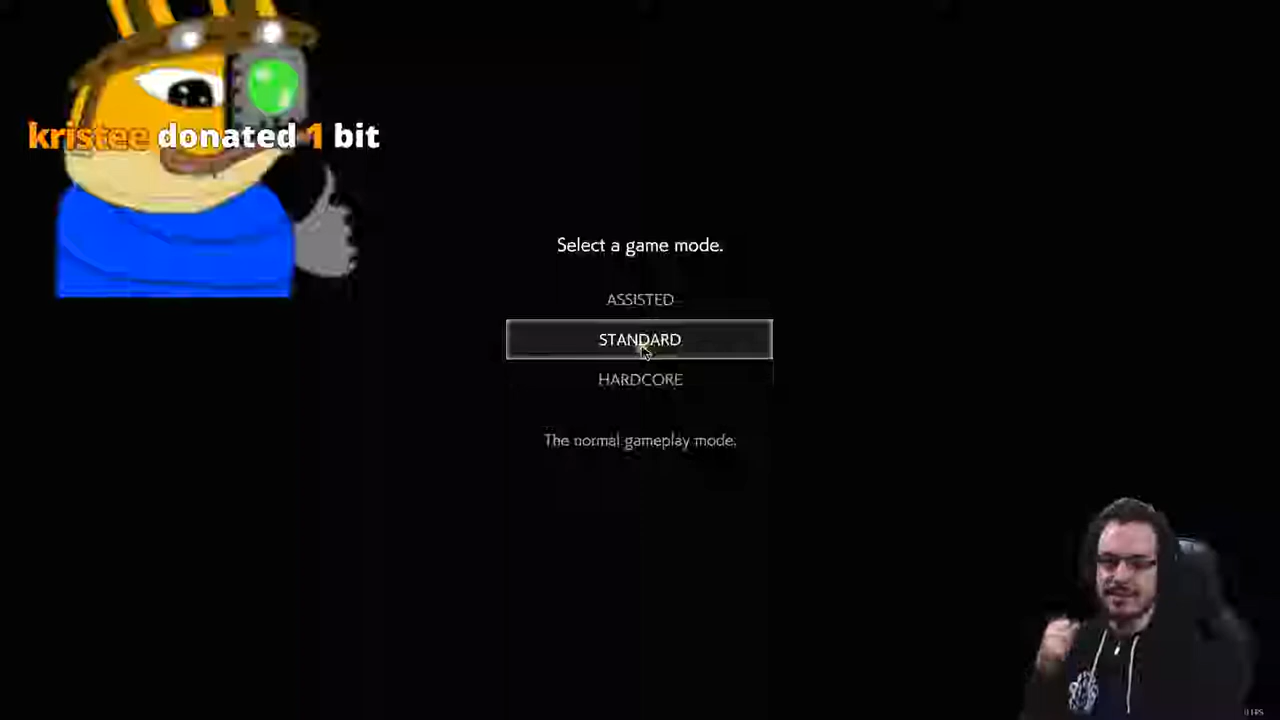 kristee donated 1 bit
Select a game mode.
ASSISTED
STANDARD
HARDCORE
The normal gameplay mode.